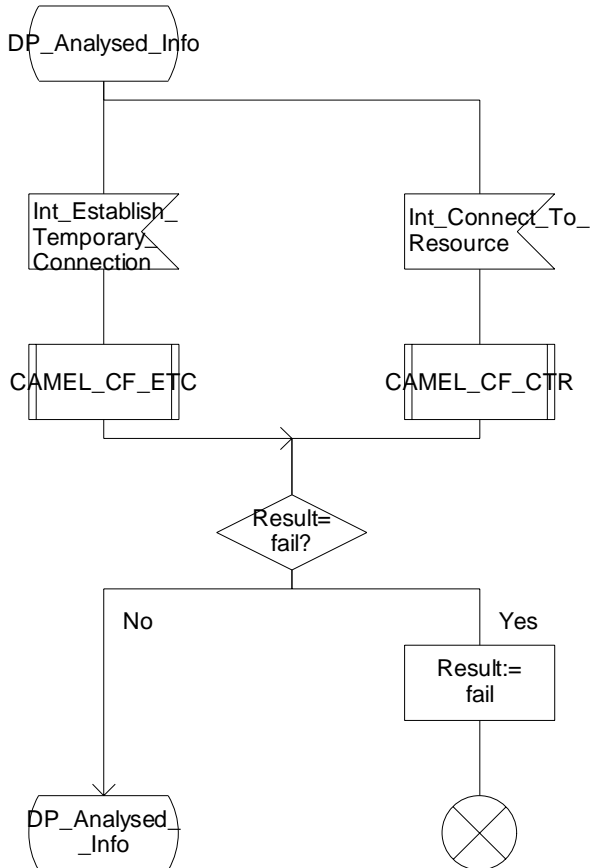 DP_Analysed_Info
Int_Establish_
Temporary_
Connection
Int_Connect_To_
Resource
CAMEL_CF_ETC
CAMEL_CF_CTR
Result=
fail?
No
Yes
Result:=
fail
DP_Analysed_
_Info